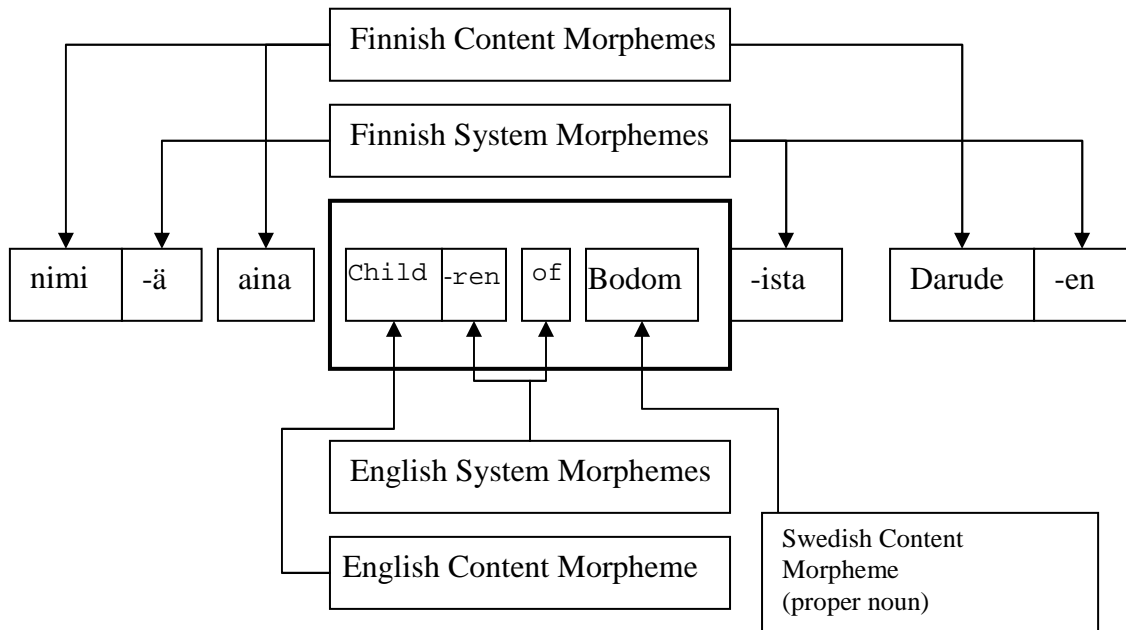 Finnish Content Morphemes
Finnish System Morphemes
nimi -ä aina Child -ren of Bodom -ista Darude -en
English System Morphemes
English Content Morpheme
Swedish Content
Morpheme
(proper noun)